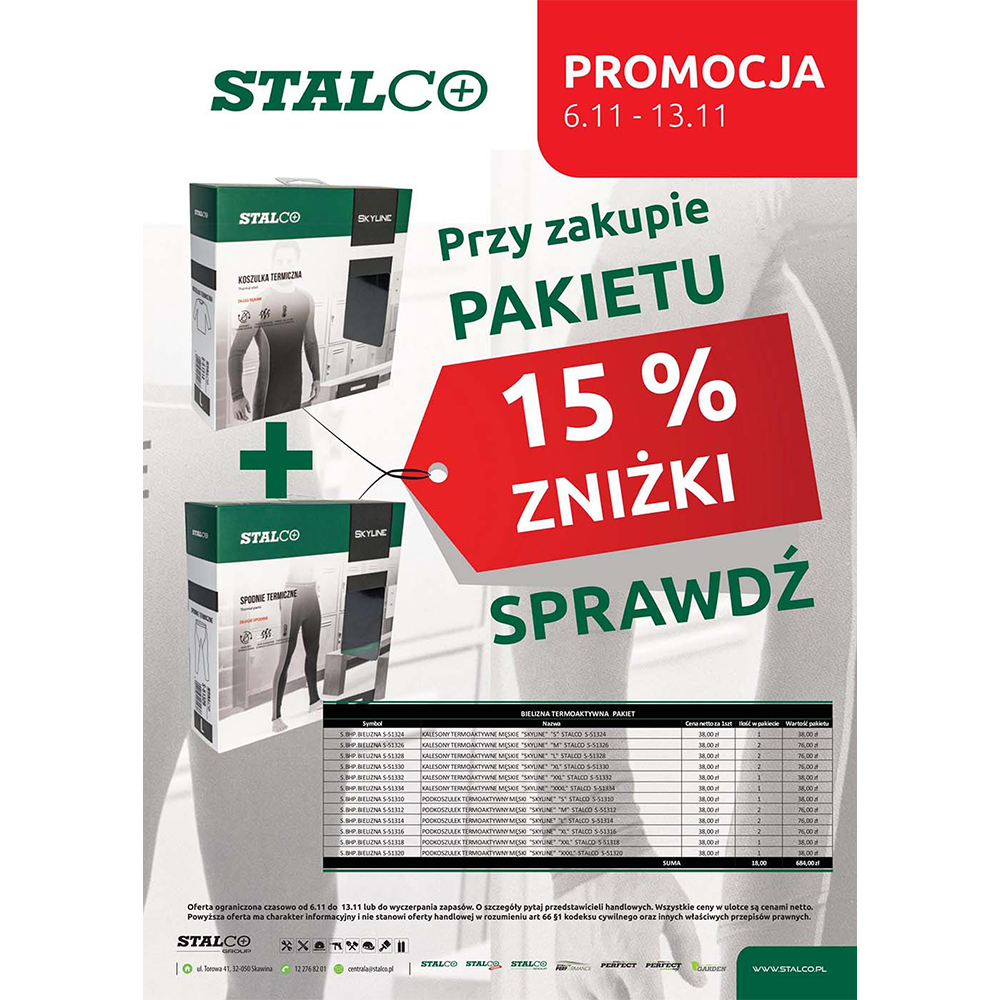 STALCO
PROMOCJA
6.11 - 13.11
STALCO
SKYLINE
KOSZULKA TERMICZNA
Thermal shirt
DŁUGI RĘKAW
L
Przy zakupie
PAKIETU
15 %
ZNIŻKI
SPRAWDŹ
STALCO
STALCO
SKYLINE
SPODNIE TERMICZNE
Thermal pants
DŁUGIE SPODNIE
L
BIELIZNA TERMOAKTYWNA PAKIET
Symbol Nazwa Cena netto za 1szt Ilość w pakiecie Wartość pakietu
S.BHP.BIELIZNA S-51324 KALESONY TERMOAKTYWNE MĘSKIE "SKYLINE" "S" STALCO S-51324 38,00 zł 1 38,00 zł
S.BHP.BIELIZNA S-51326 KALESONY TERMOAKTYWNE MĘSKIE "SKYLINE" "M" STALCO S-51326 38,00 zł 2 76,00 zł
S.BHP.BIELIZNA S-51328 KALESONY TERMOAKTYWNE MĘSKIE "SKYLINE" "L" STALCO S-51328 38,00 zł 2 76,00 zł
S.BHP.BIELIZNA S-51330 KALESONY TERMOAKTYWNE MĘSKIE "SKYLINE" "XL" STALCO S-51330 38,00 zł 2 76,00 zł
S.BHP.BIELIZNA S-51332 KALESONY TERMOAKTYWNE MĘSKIE "SKYLINE" "XXL" STALCO S-51332 38,00 zł 1 38,00 zł
S.BHP.BIELIZNA S-51334 KALESONY TERMOAKTYWNE MĘSKIE "SKYLINE" "XXXL" STALCO S-51334 38,00 zł 1 38,00 zł
S.BHP.BIELIZNA S-51310 PODKOSZULEK TERMOAKTYWNY MĘSKI "SKYLINE" "S" STALCO S-51310 38,00 zł 1 38,00 zł
S.BHP.BIELIZNA S-51312 PODKOSZULEK TERMOAKTYWNY MĘSKI "SKYLINE" "M" STALCO S-51312 38,00 zł 2 76,00 zł
S.BHP.BIELIZNA S-51314 PODKOSZULEK TERMOAKTYWNY MĘSKI "SKYLINE" "L" STALCO S-51314 38,00 zł 2 76,00 zł
S.BHP.BIELIZNA S-51316 PODKOSZULEK TERMOAKTYWNY MĘSKI "SKYLINE" "XL" STALCO S-51316 38,00 zł 2 76,00 zł
S.BHP.BIELIZNA S-51318 PODKOSZULEK TERMOAKTYWNY MĘSKI "SKYLINE" "XXL" STALCO S-51318 38,00 zł 1 38,00 zł
S.BHP.BIELIZNA S-51320 PODKOSZULEK TERMOAKTYWNY MĘSKI "SKYLINE" "XXXL" STALCO S-51320 38,00 zł 1 38,00 zł
SUMA 18,00 684,00 zł
Oferta ograniczona czasowo od 6.11 do 13.11 lub do wyczerpania zapasów. O szczegóły pytaj przedstawicieli handlowych. Wszystkie ceny w ulotce są cenami netto.
Powyższa oferta ma charakter informacyjny i nie stanowi oferty handlowej w rozumieniu art 66 §1 kodeksu cywilnego oraz innych właściwych przepisów prawnych.
STALCO
GROUP
ul. Torowa 41, 32-050 Skawina 12 276 82 01 centrala@stalco.pl
STALCO STALCO STALCO PERFORMANCE PERFECT PERFECT GARDEN
WWW.STALCO.PL